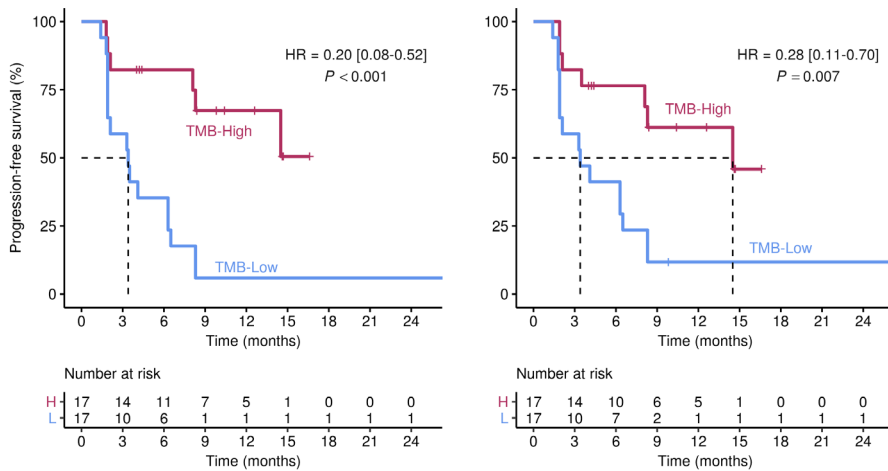 Progression-free survival (%)
100
75
50
25
0
HR = 0.20 [0.08-0.52]
P < 0.001
TMB-High
TMB-Low
0 3 6 9 12 15 18 21 24
Time (months)
Number at risk
H 17 14 11 7 5 1 0 0 0
L 17 10 6 1 1 1 1 1 1
0 3 6 9 12 15 18 21 24
Time (months)
100
75
50
25
0
HR = 0.28 [0.11-0.70]
P = 0.007
TMB-High
TMB-Low
0 3 6 9 12 15 18 21 24
Time (months)
Number at risk
H 17 14 10 6 5 1 0 0 0
L 17 10 7 2 1 1 1 1 1
0 3 6 9 12 15 18 21 24
Time (months)